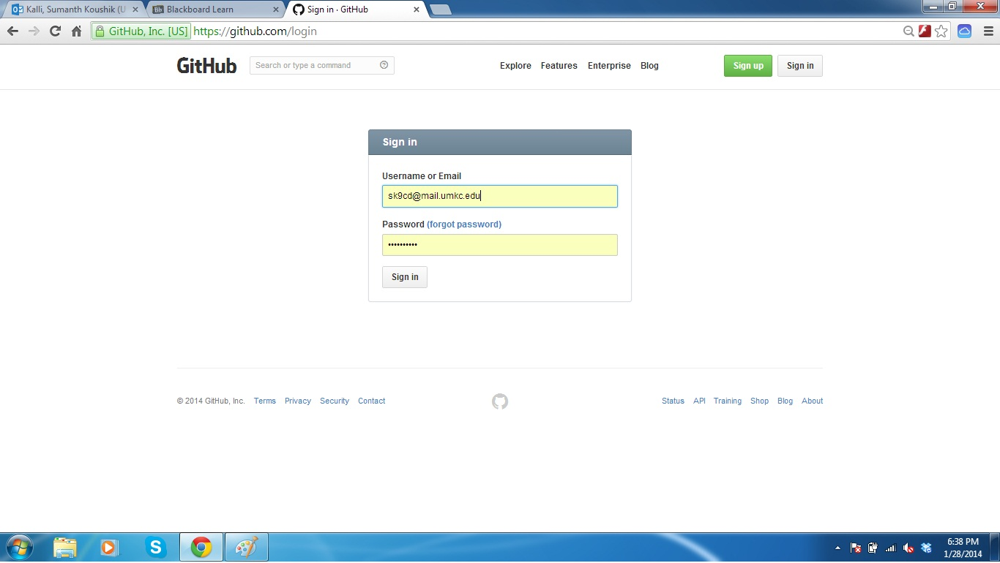 Kalli, Sumanth Koushik (U
Blackboard Learn
Sign in · GitHub
GitHub, Inc. [US] https://github.com/login
GitHub Search or type a command Explore Features Enterprise Blog Sign up Sign in
Sign in
Username or Email
sk9cd@mail.umkc.edu
Password (forgot password)
••••••••••
Sign in
© 2014 GitHub, Inc. Terms Privacy Security Contact Status API Training Shop Blog About
6:38 PM
1/28/2014